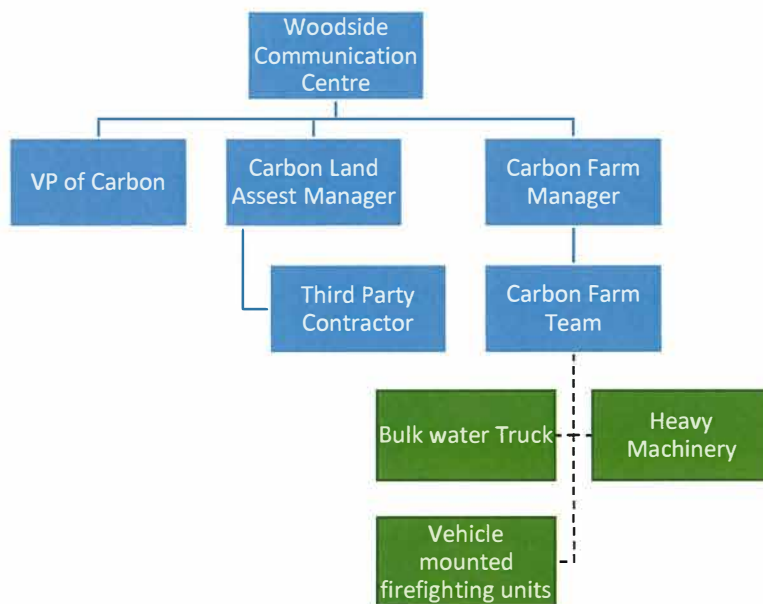 Woodside
Communication
Centre
VP of Carbon
Carbon Land
Assest Manager
Carbon Farm
Manager
Third Party
Contractor
Carbon Farm
Team
Bulk water Truck
Heavy
Machinery
Vehicle
mounted
firefighting units